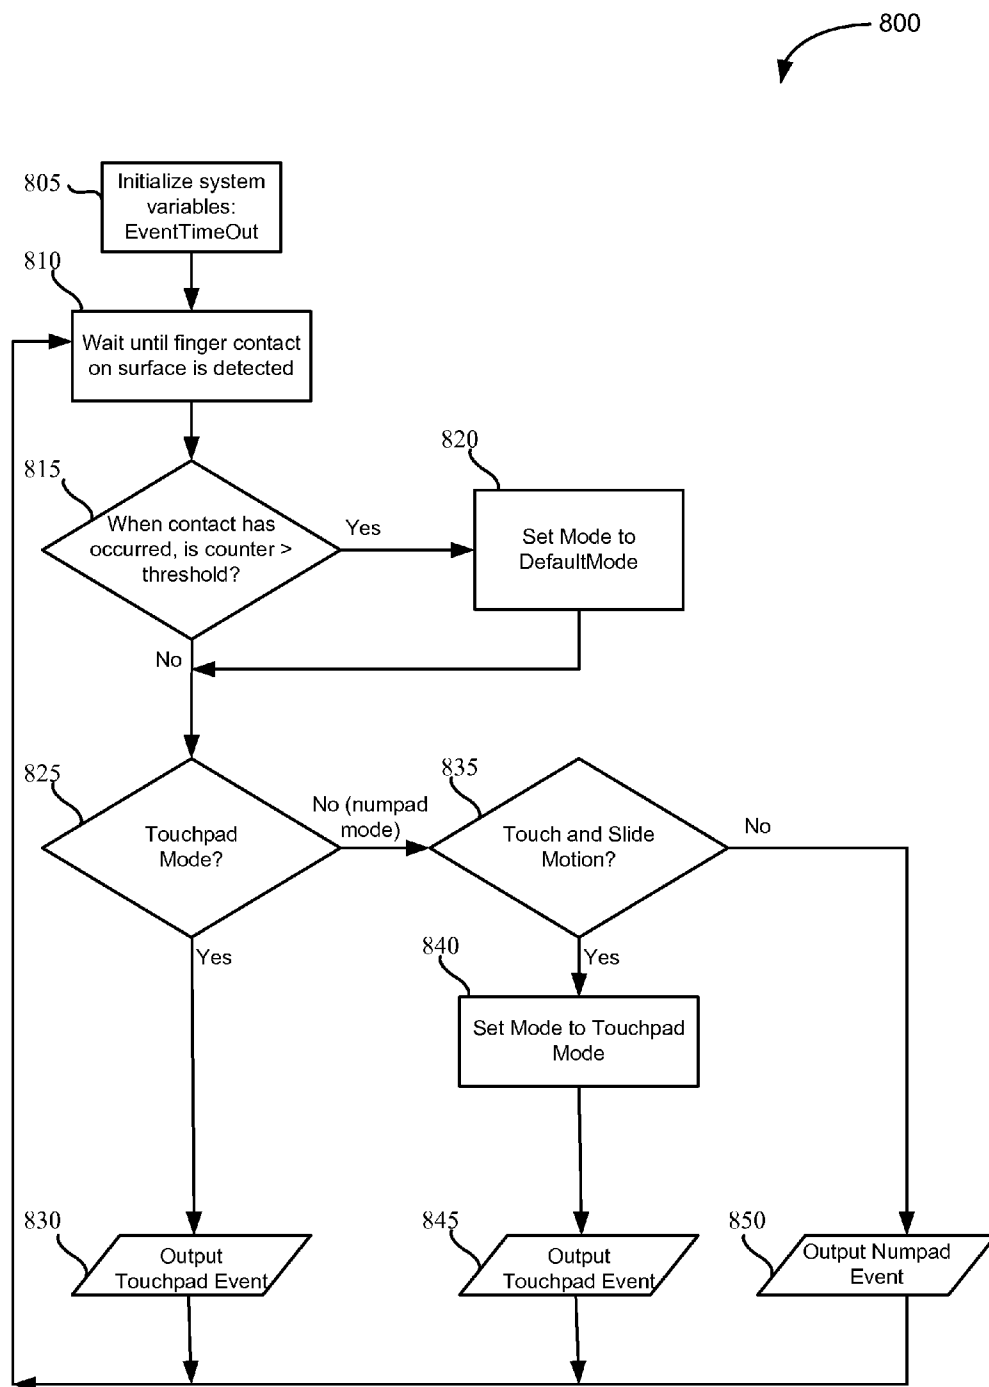 800
805
Initialize system
variables:
EventTimeOut
810
Wait until finger contact
on surface is detected
815
When contact has
occurred, is counter >
threshold?
Yes
820
Set Mode to
DefaultMode
No
825
Touchpad
Mode?
No (numpad
mode)
835
Touch and Slide
Motion?
No
Yes
Yes
840
Set Mode to Touchpad
Mode
830
Output
Touchpad Event
845
Output
Touchpad Event
850
Output Numpad
Event